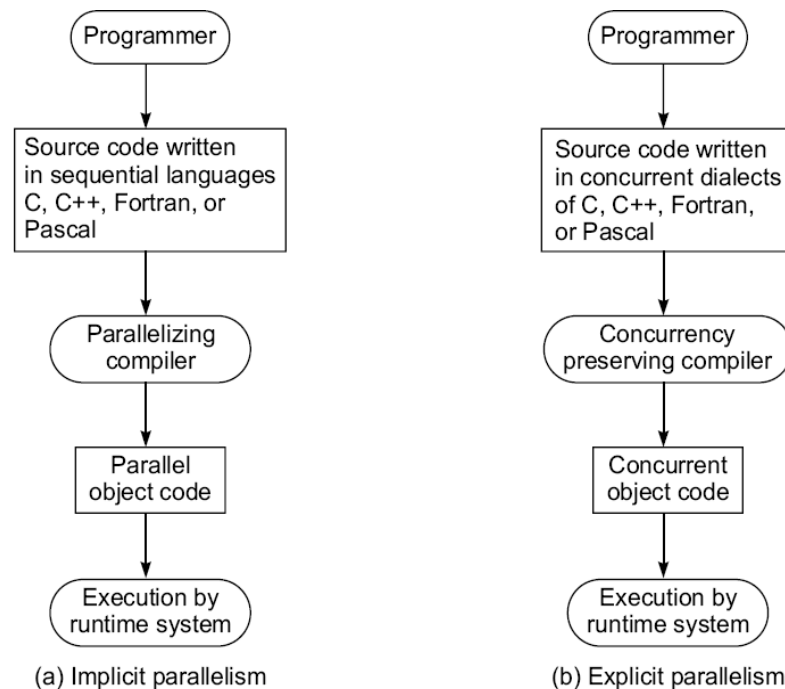 Programmer
Source code written
in sequential languages
C, C++, Fortran, or
Pascal
Parallelizing
compiler
Parallel
object code
Execution by
runtime system
(a) Implicit parallelism
Programmer
Source code written
in concurrent dialects
of C, C++, Fortran,
or Pascal
Concurrency
preserving compiler
Concurrent
object code
Execution by
runtime system
(b) Explicit parallelism